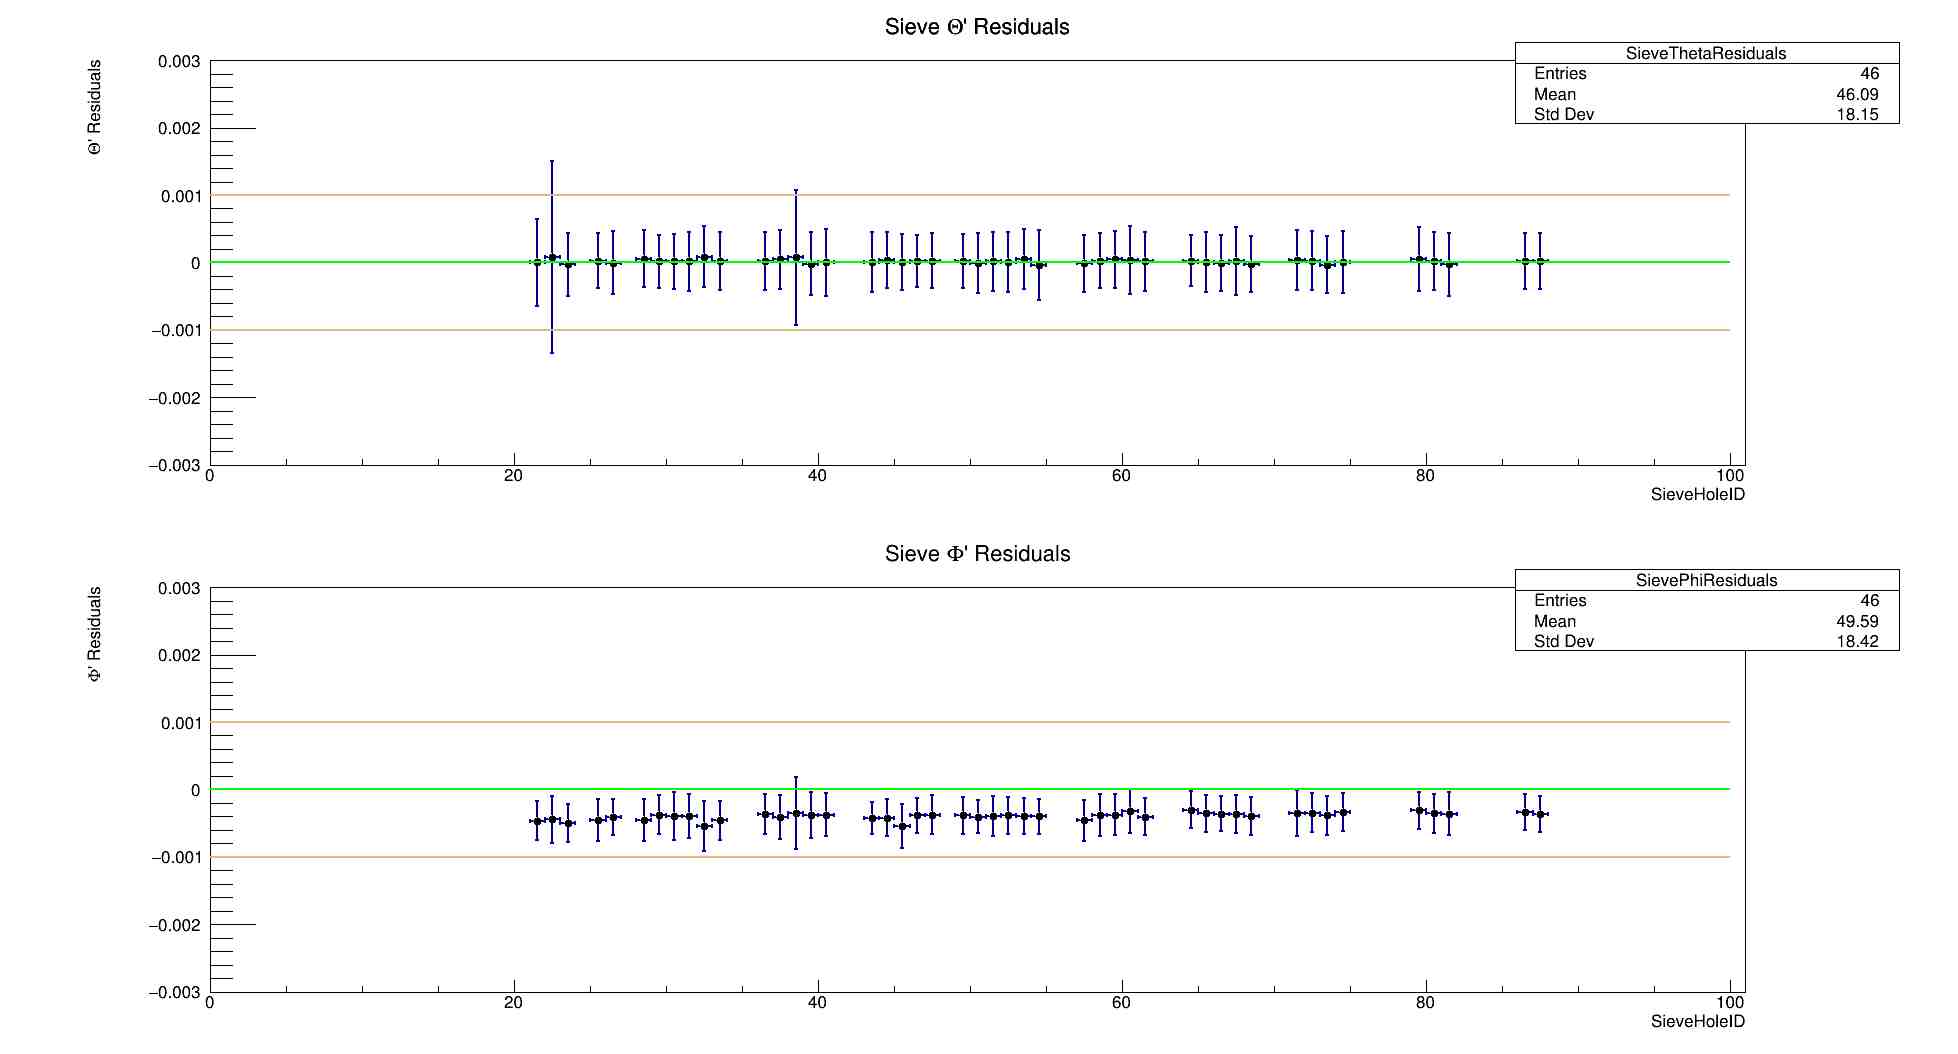 Sieve Θ' Residuals
SieveThetaResiduals
Entries 46
Mean 46.09
Std Dev 18.15
Θ' Residuals
0.003
0.002
0.001
0
−0.001
−0.002
−0.003
0 20 40 60 80 100
SieveHoleID
Sieve Φ' Residuals
SievePhiResiduals
Entries 46
Mean 49.59
Std Dev 18.42
Φ' Residuals
0.003
0.002
0.001
0
−0.001
−0.002
−0.003
0 20 40 60 80 100
SieveHoleID